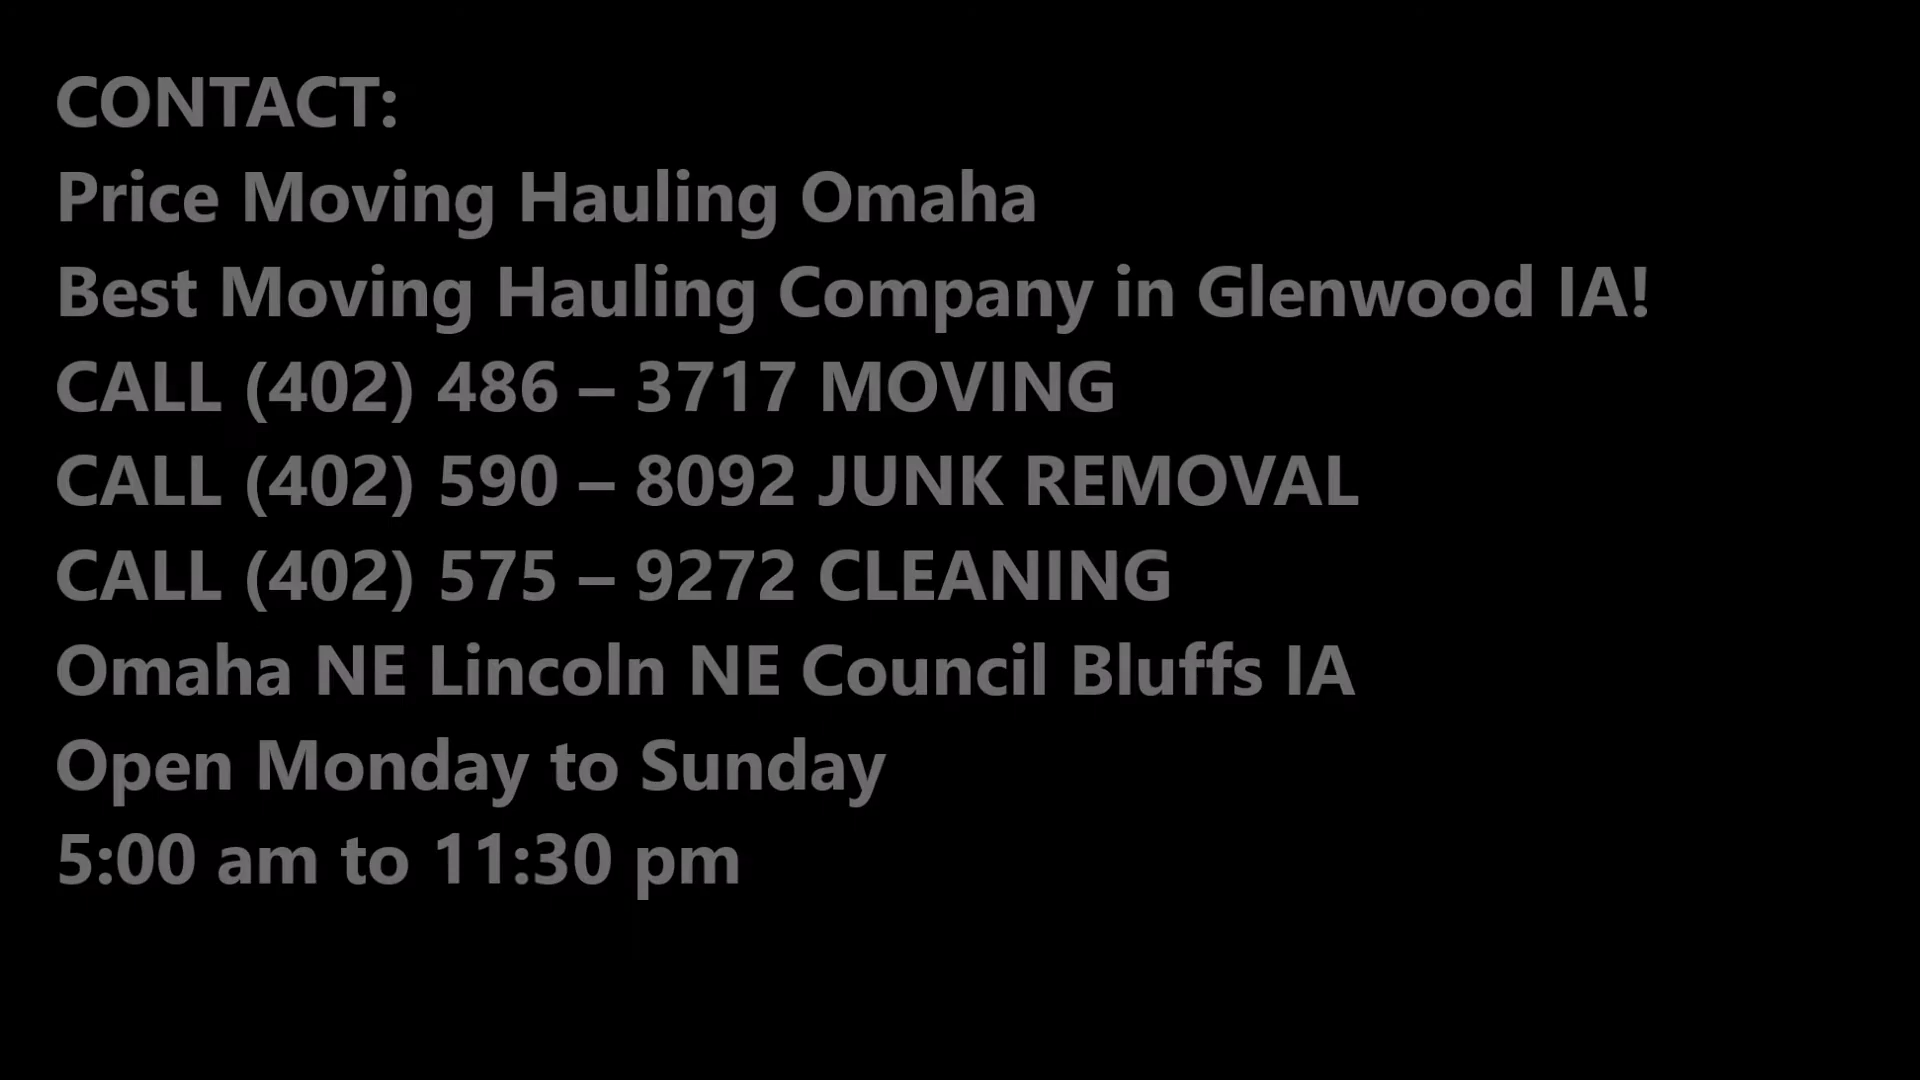 CONTACT:
Price Moving Hauling Omaha
Best Moving Hauling Company in Glenwood IA!
CALL (402) 486 – 3717 MOVING
CALL (402) 590 – 8092 JUNK REMOVAL
CALL (402) 575 – 9272 CLEANING
Omaha NE Lincoln NE Council Bluffs IA
Open Monday to Sunday
5:00 am to 11:30 pm